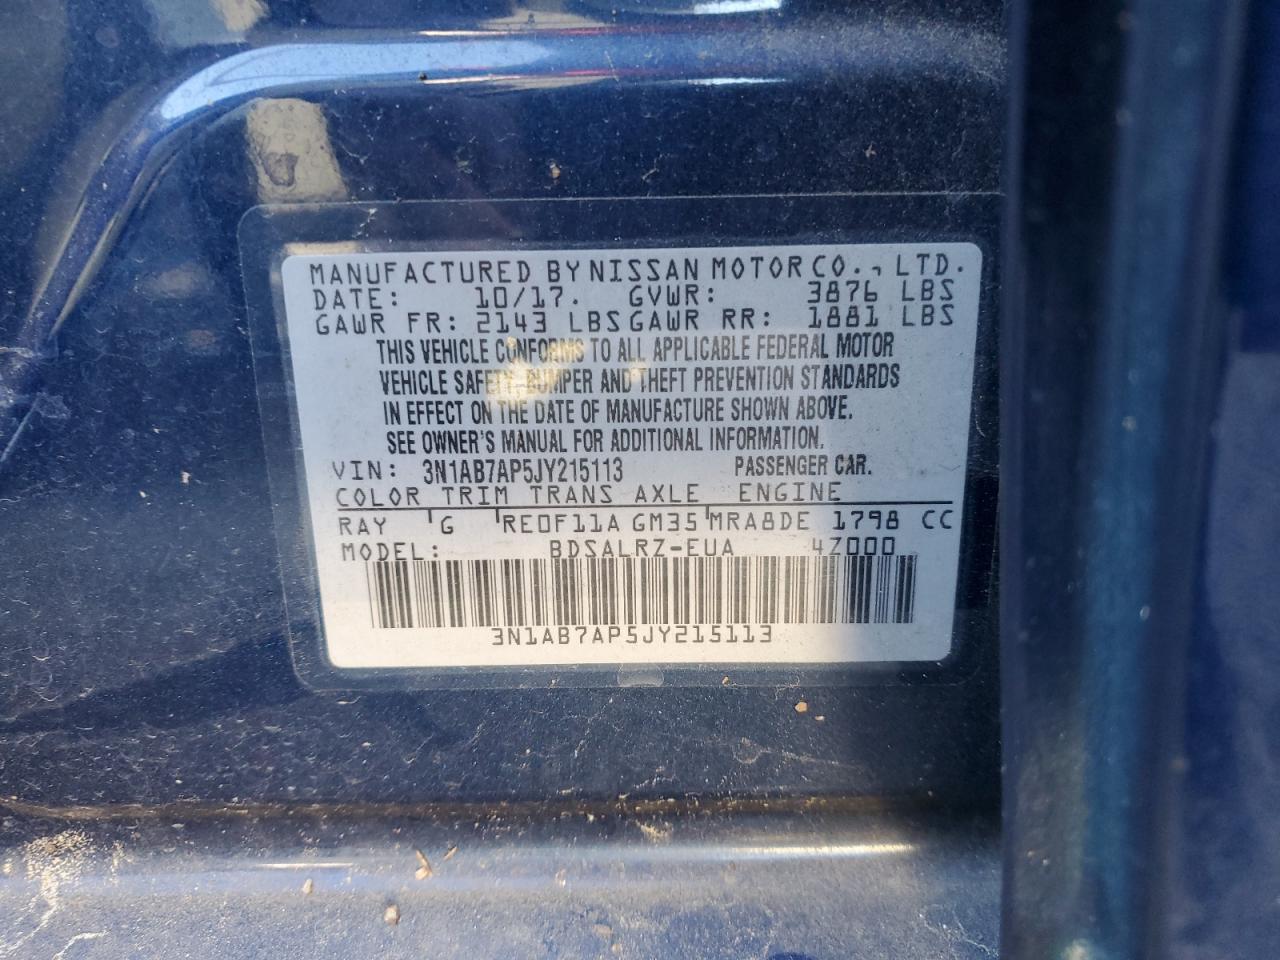 MANUFACTURED BY NISSAN MOTOR CO., LTD.
DATE: 10/17. GVWR: 3876 LBS
GAWR FR: 2143 LBS GAWR RR: 1881 LBS
THIS VEHICLE CONFORMS TO ALL APPLICABLE FEDERAL MOTOR
VEHICLE SAFETY, BUMPER AND THEFT PREVENTION STANDARDS
IN EFFECT ON THE DATE OF MANUFACTURE SHOWN ABOVE.
SEE OWNER'S MANUAL FOR ADDITIONAL INFORMATION.
VIN: 3N1AB7AP5JY215113 PASSENGER CAR.
COLOR TRIM TRANS AXLE ENGINE
RAY G RE0F11A GM35 MRA8DE 1798 CC
MODEL: BDSALRZ-EUA 4Z000
3N1AB7AP5JY215113